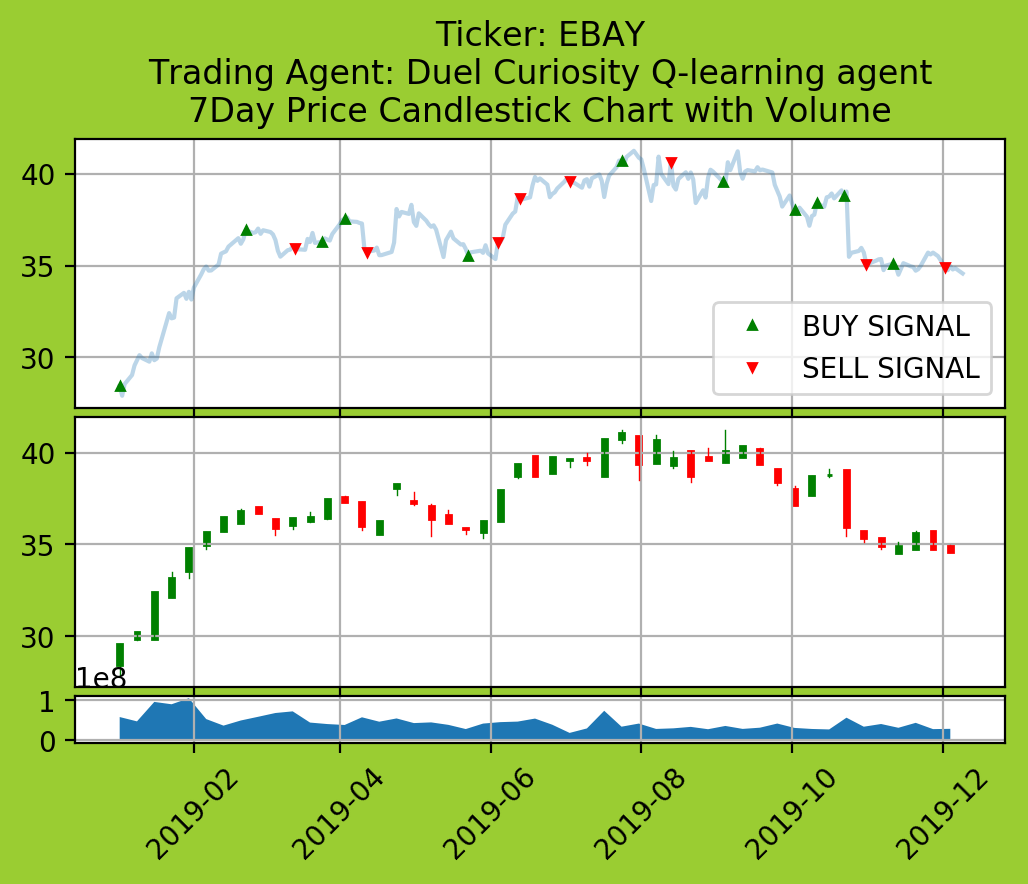 Ticker: EBAY
Trading Agent: Duel Curiosity Q-learning agent
7Day Price Candlestick Chart with Volume
40
35
30
BUY SIGNAL
SELL SIGNAL
40
35
30
1e8
1
0
2019-02
2019-04
2019-06
2019-08
2019-10
2019-12